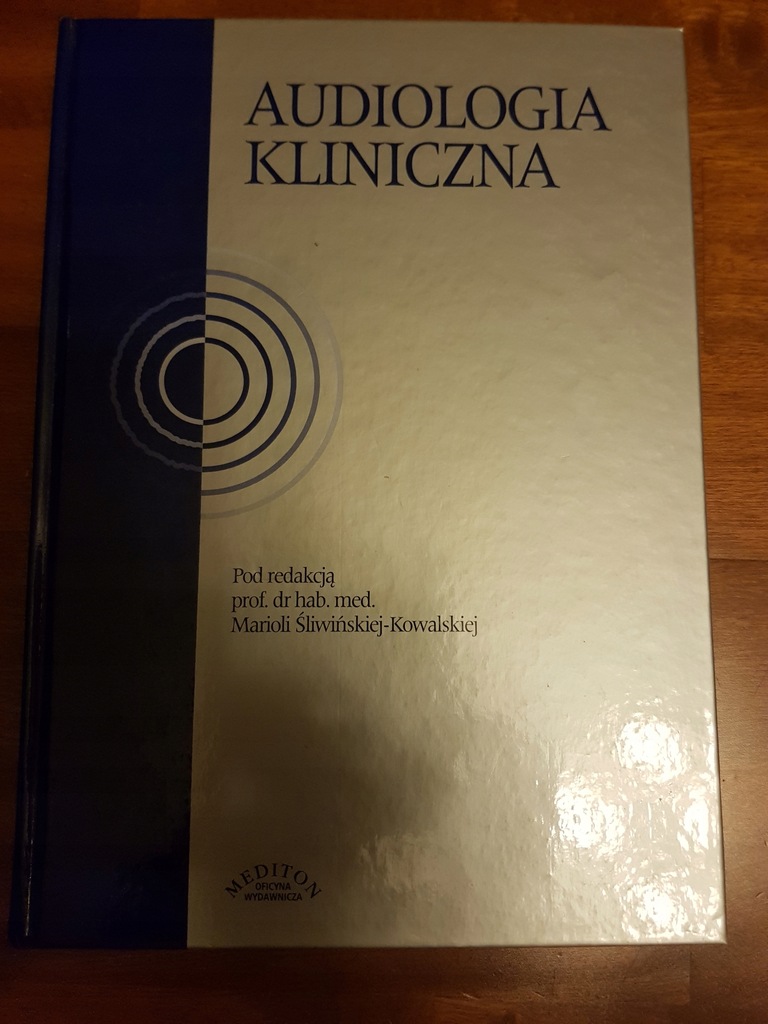 AUDIOLOGIA
KLINICZNA
Pod redakcją
prof. dr hab. med.
Marioli Śliwińskiej-Kowalskiej
MEDITON
OFICYNA
WYDAWNICZA